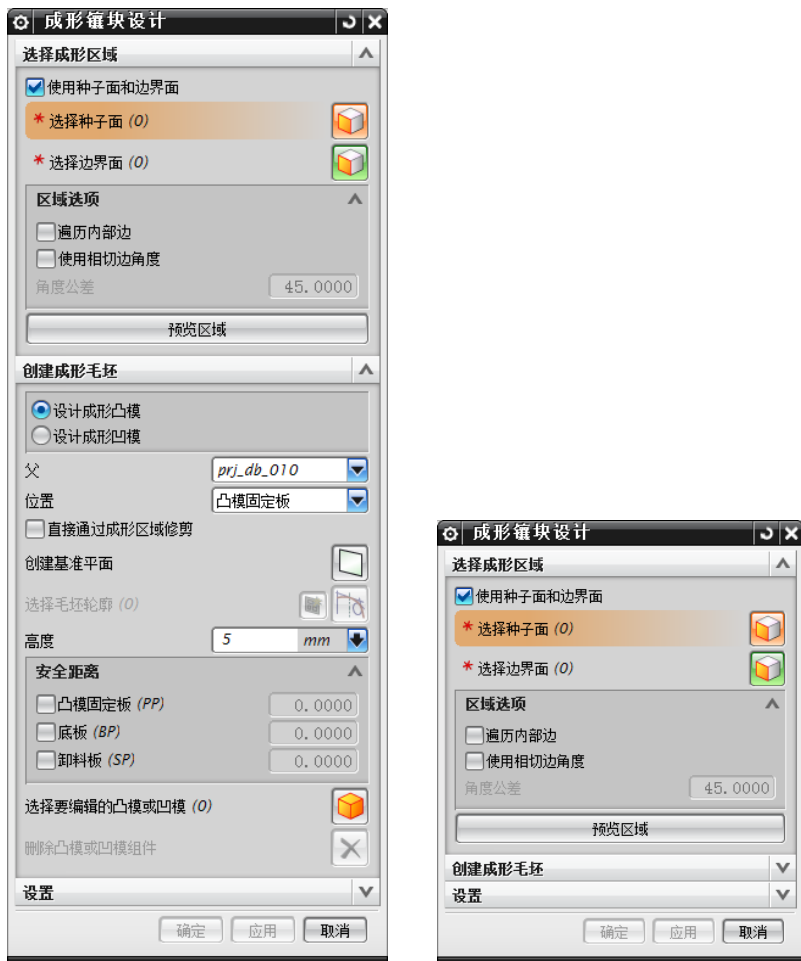 成形镶块设计
选择成形区域
使用种子面和边界面
* 选择种子面 (0)
* 选择边界面 (0)
区域选项
遍历内部边
使用相切边角度
角度公差 45.0000
预览区域
创建成形毛坯
设计成形凸模
设计成形凹模
父 prj_db_010
位置 凸模固定板
直接通过成形区域修剪
创建基准平面
选择毛坯轮廓 (0)
高度 5 mm
安全距离
凸模固定板 (PP) 0.0000
底板 (BP) 0.0000
卸料板 (SP) 0.0000
选择要编辑的凸模或凹模 (0)
删除凸模或凹模组件
设置
确定 应用 取消
成形镶块设计
选择成形区域
使用种子面和边界面
* 选择种子面 (0)
* 选择边界面 (0)
区域选项
遍历内部边
使用相切边角度
角度公差 45.0000
预览区域
创建成形毛坯
设置
确定 应用 取消